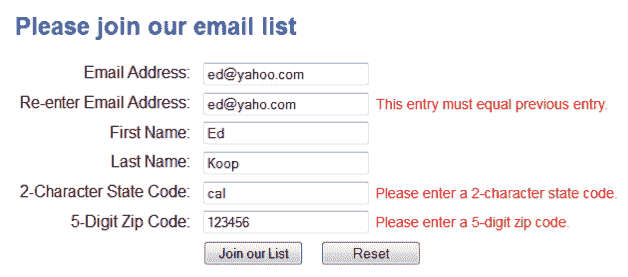 Please join our email list
Email Address: ed@yahoo.com
Re-enter Email Address: ed@yaho.com This entry must equal previous entry.
First Name: Ed
Last Name: Koop
2-Character State Code: cal Please enter a 2-character state code.
5-Digit Zip Code: 123456 Please enter a 5-digit zip code.
Join our List Reset